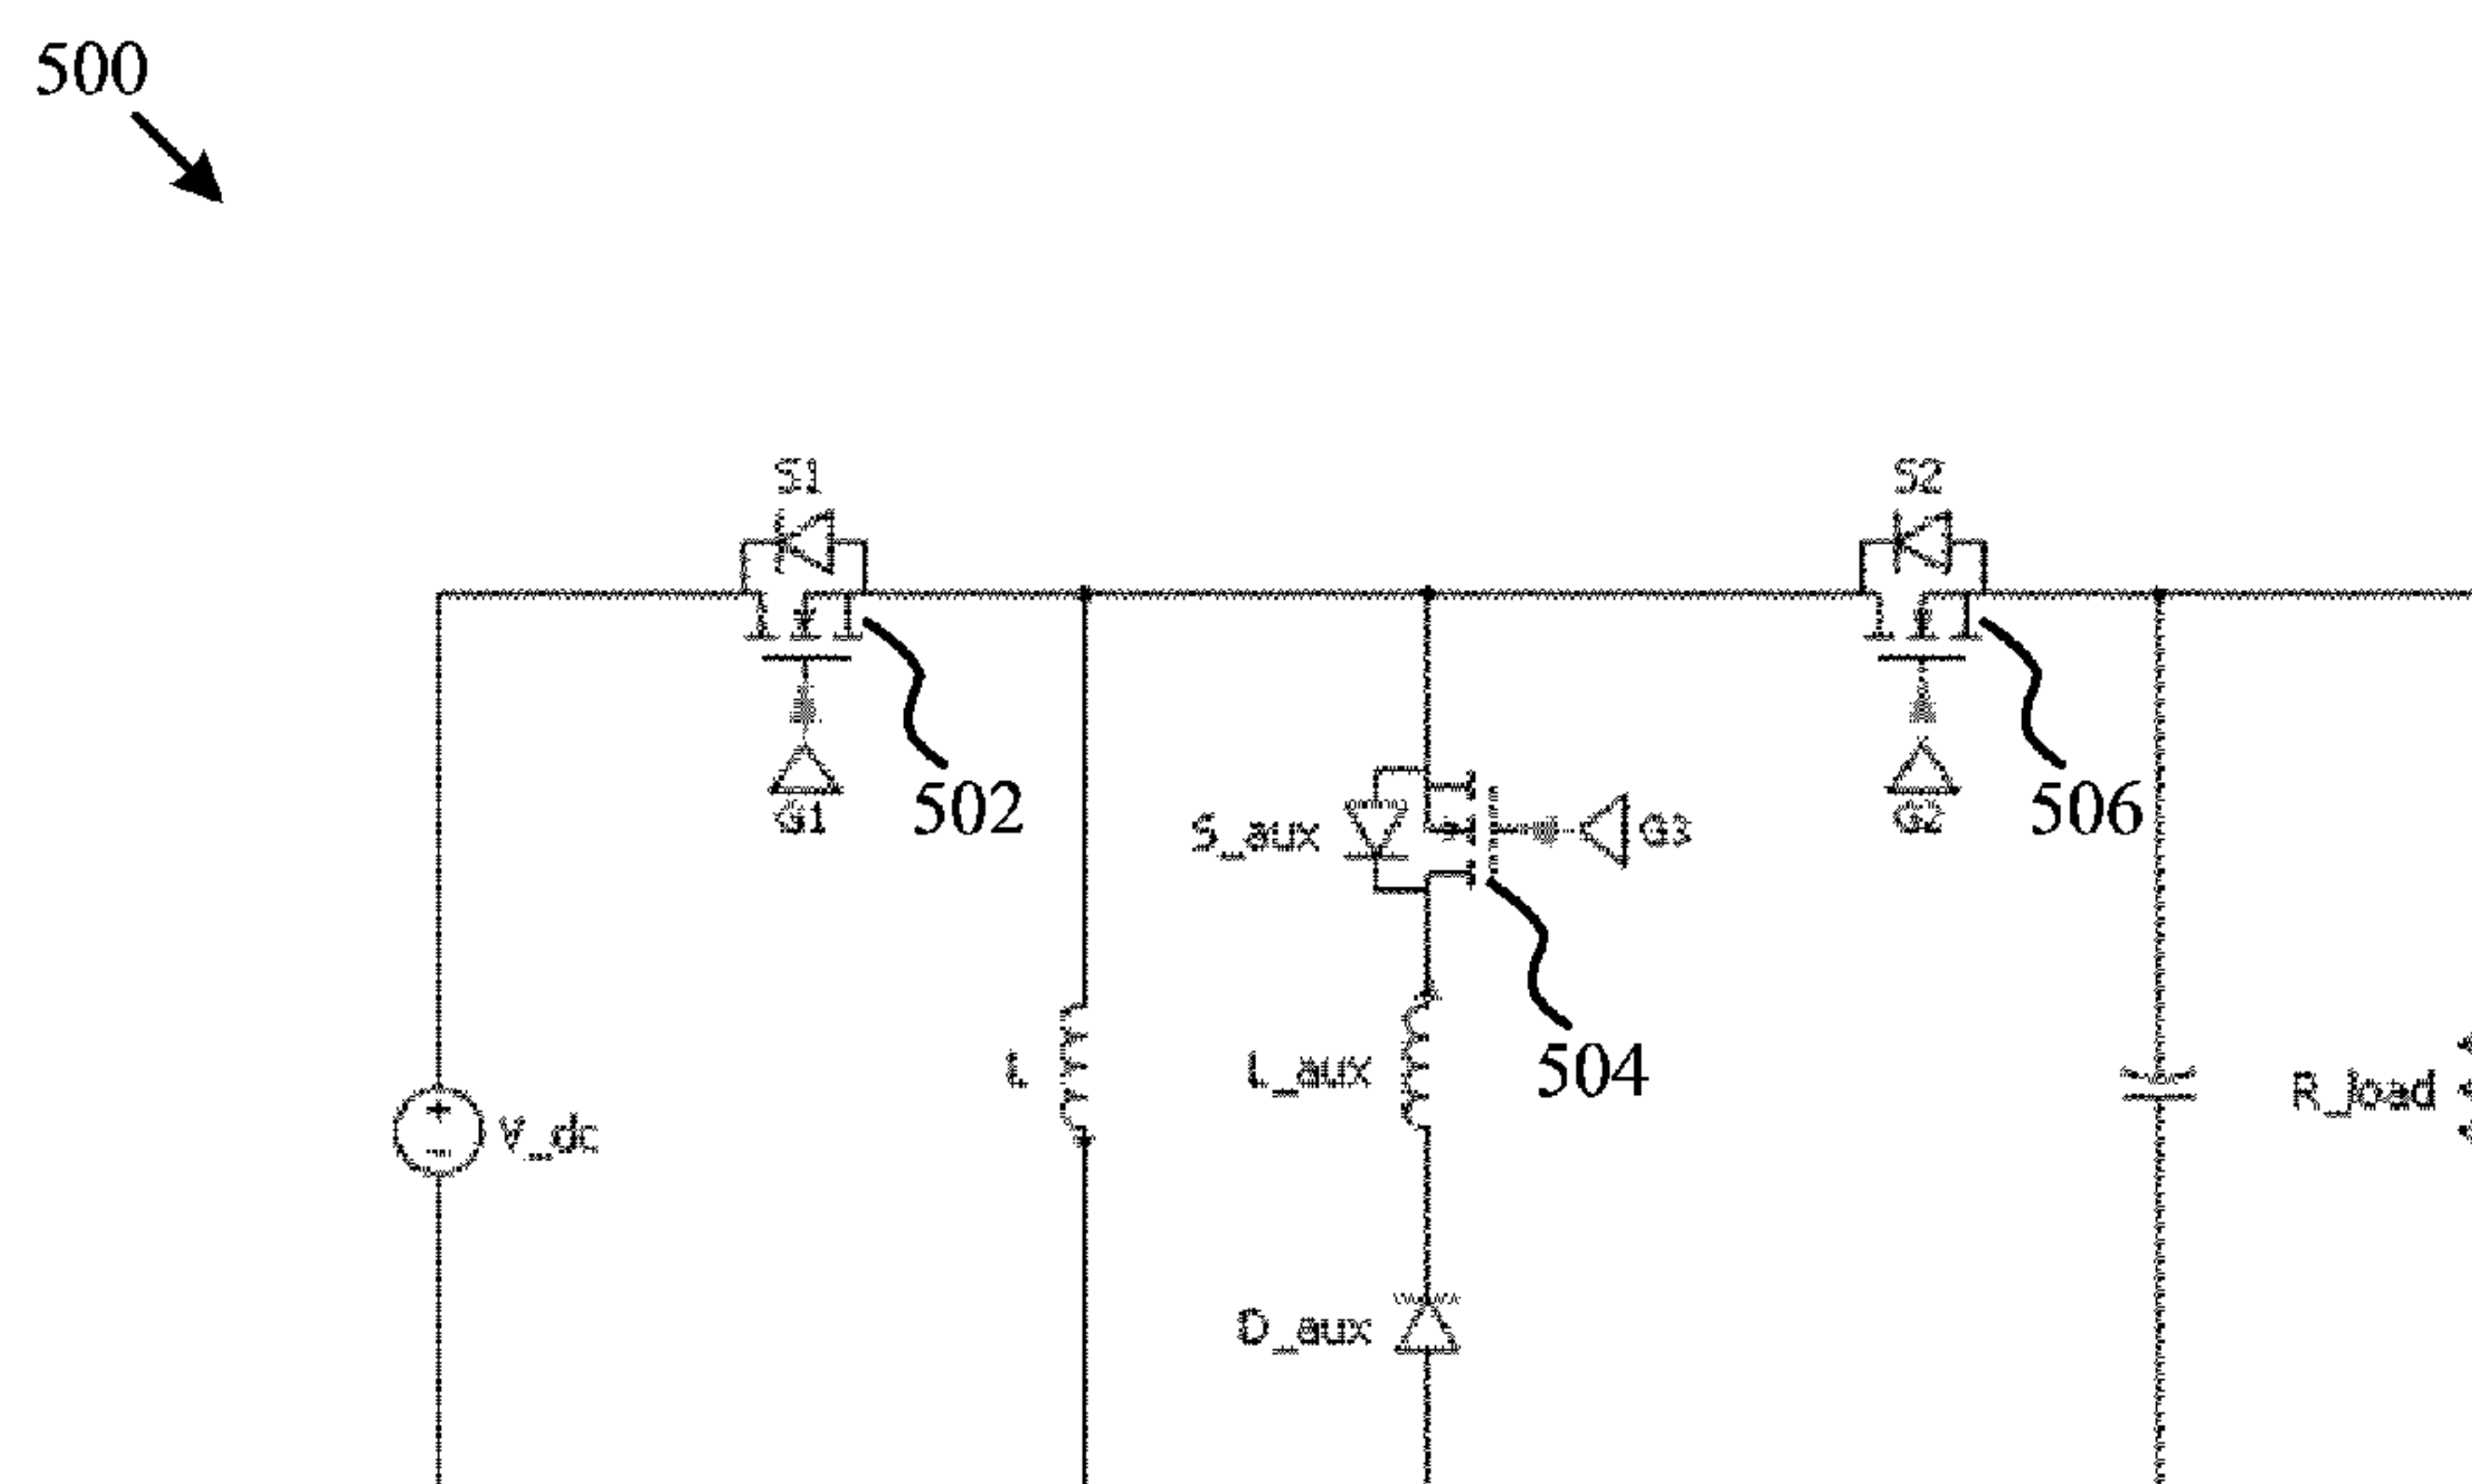 500
S1
S2
G1
502
S_aux
G3
G2
506
L
L_aux
504
R_load
V_dc
D_aux